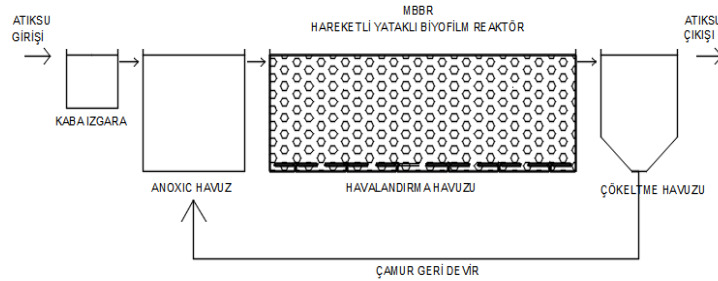 MBBR
HAREKETLİ YATAKLI BİYOFİLM REAKTÖR
ATIKSU
GİRİŞİ
ATIKSU
ÇIKIŞI
KABA IZGARA
ANOXIC HAVUZ
HAVALANDIRMA HAVUZU
ÇÖKELTME HAVUZU
ÇAMUR GERİ DEVİR